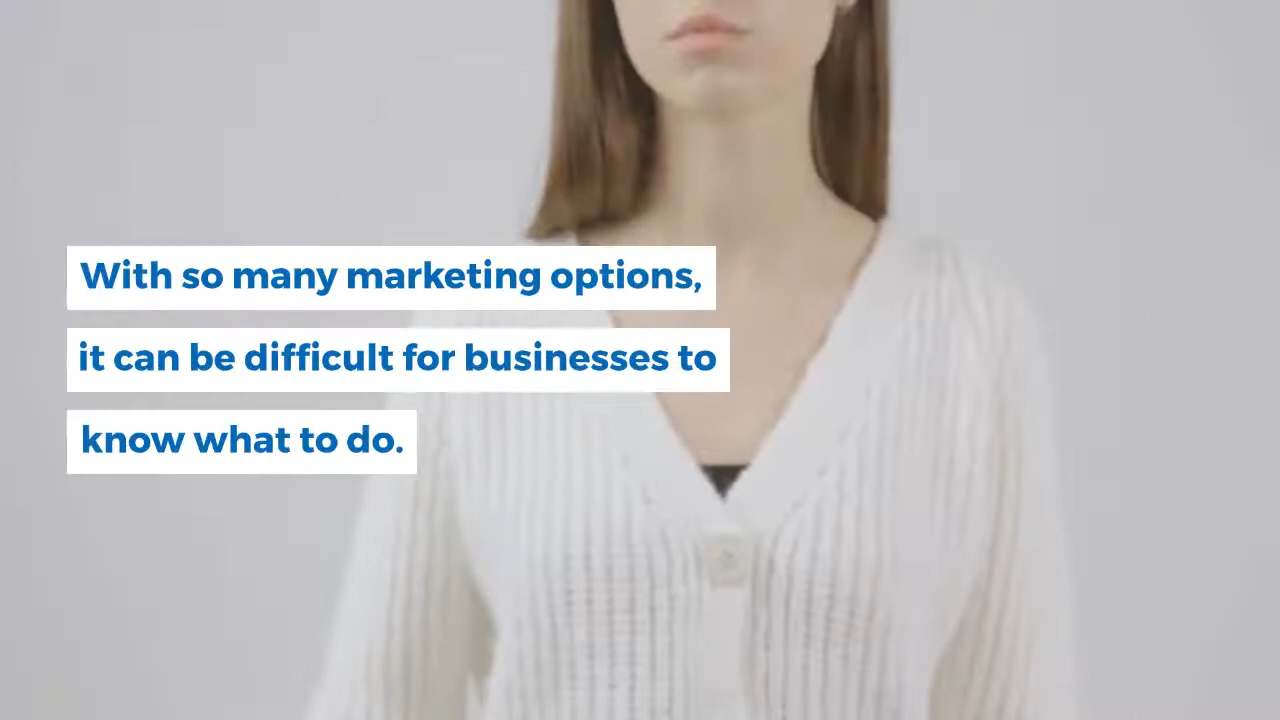 With so many marketing options,
it can be difficult for businesses to
know what to do.